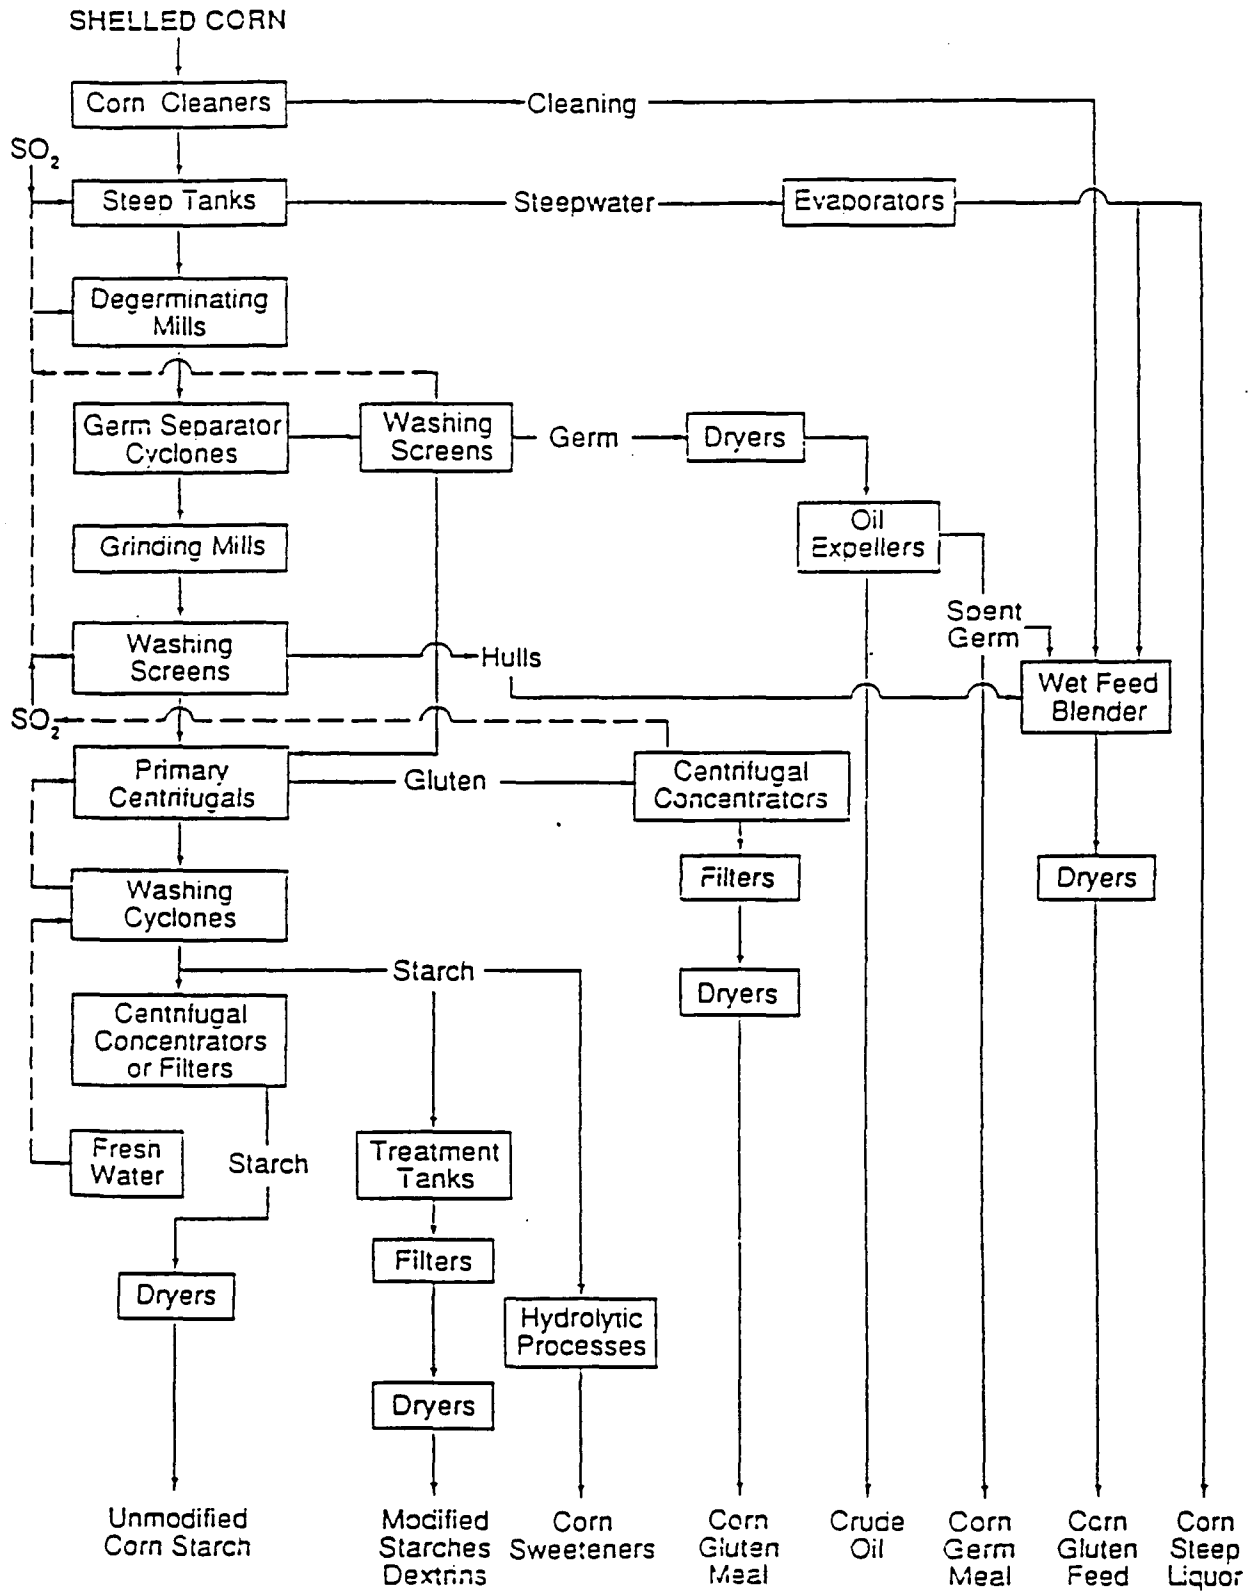 SHELLED CORN
Corn Cleaners
Cleaning
SO2
Steep Tanks
Steepwater
Evaporators
Degerminating
Mills
Germ Separator
Cyclones
Washing
Screens
Germ
Dryers
Oil
Expellers
Grinding Mills
Spent
Germ
Washing
Screens
Hulls
Wet Feed
Blender
SO2
Primary
Centrifugals
Gluten
Centrifugal
Concentrators
Filters
Dryers
Washing
Cyclones
Starch
Dryers
Centrifugal
Concentrators
or Filters
Fresh
Water
Starch
Treatment
Tanks
Filters
Dryers
Hydrolytic
Processes
Dryers
Unmodified
Corn Starch
Modified
Starches
Dextrins
Corn
Sweeteners
Corn
Gluten
Meal
Crude
Oil
Corn
Germ
Meal
Corn
Gluten
Feed
Corn
Steep
Liquor